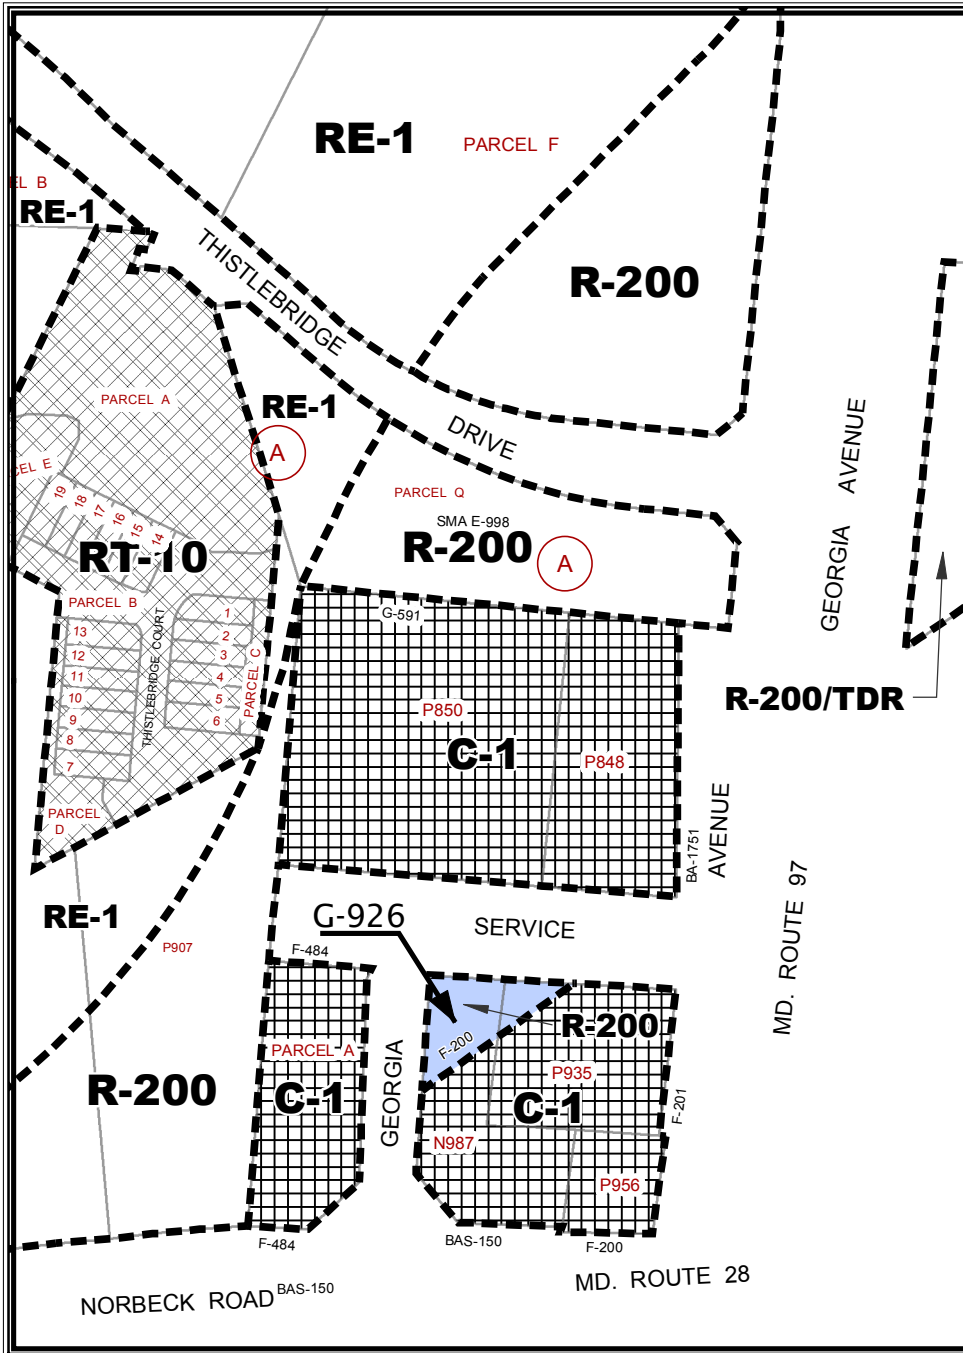 RE-1
PARCEL F
EL B
RE-1
THISTLEBRIDGE
R-200
PARCEL A
RE-1
A
DRIVE
AVENUE
GEORGIA
CEL E
PARCEL Q
SMA E-998
R-200
A
19
18
17
16
15
14
RT-10
PARCEL B
G-591
1
2
3
4
5
6
PARCEL C
THISTLEBRIDGE COURT
13
12
11
10
9
8
7
R-200/TDR
P850
C-1
P848
PARCEL
D
BA-1751
AVENUE
MD. ROUTE 97
RE-1
G-926
SERVICE
P907
F-484
R-200
F-200
PARCEL A
GEORGIA
P935
R-200
C-1
C-1
F-201
N987
P956
F-484
BAS-150
F-200
NORBECK ROAD
BAS-150
MD. ROUTE 28